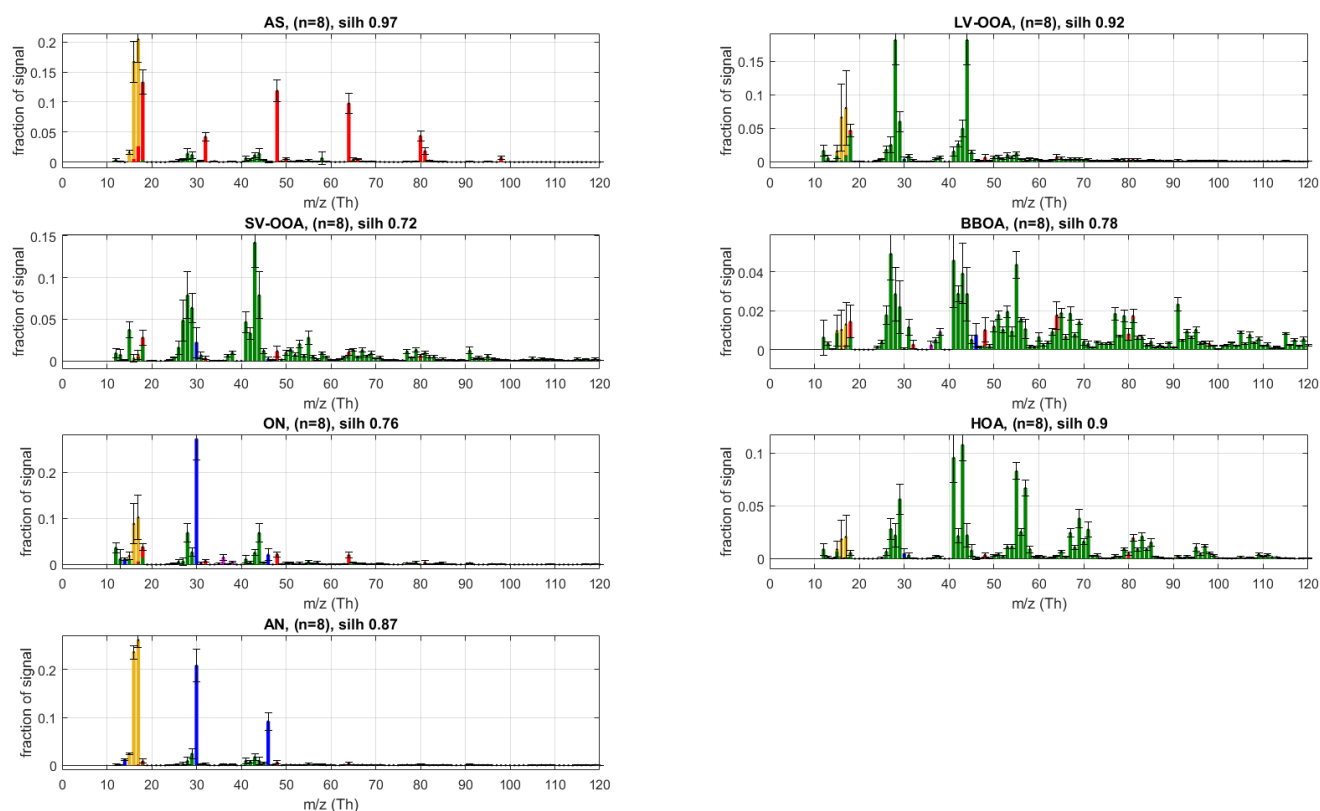 AS, (n=8), silh 0.97
fraction of signal
0.2
0.15
0.1
0.05
0
0 10 20 30 40 50 60 70 80 90 100 110 120
m/z (Th)
LV-OOA, (n=8), silh 0.92
fraction of signal
0.15
0.1
0.05
0
0 10 20 30 40 50 60 70 80 90 100 110 120
m/z (Th)
SV-OOA, (n=8), silh 0.72
fraction of signal
0.15
0.1
0.05
0
0 10 20 30 40 50 60 70 80 90 100 110 120
m/z (Th)
BBOA, (n=8), silh 0.78
fraction of signal
0.04
0.02
0
0 10 20 30 40 50 60 70 80 90 100 110 120
m/z (Th)
ON, (n=8), silh 0.76
fraction of signal
0.2
0.1
0
0 10 20 30 40 50 60 70 80 90 100 110 120
m/z (Th)
HOA, (n=8), silh 0.9
fraction of signal
0.1
0.05
0
0 10 20 30 40 50 60 70 80 90 100 110 120
m/z (Th)
AN, (n=8), silh 0.87
fraction of signal
0.2
0.1
0
0 10 20 30 40 50 60 70 80 90 100 110 120
m/z (Th)